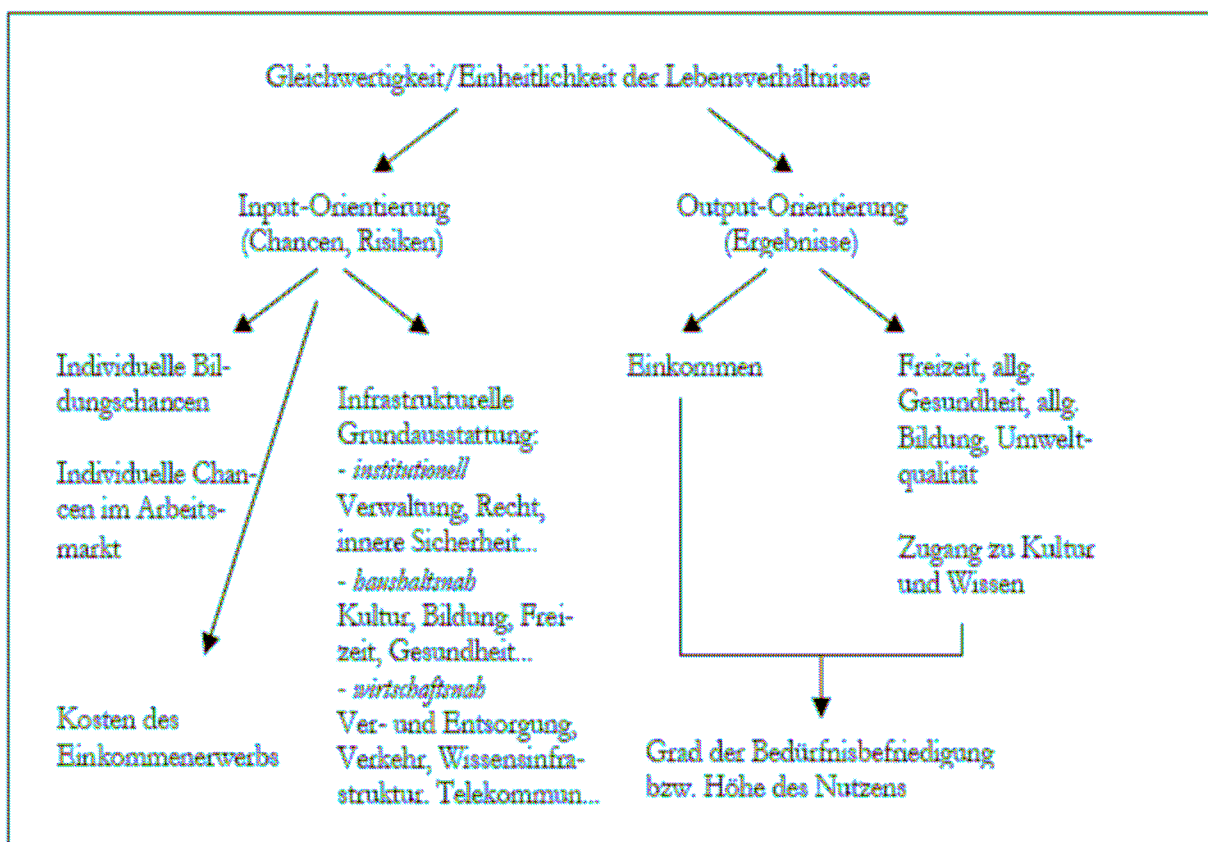 Gleichwertigkeit/Einheitlichkeit der Lebensverhältnisse
Input-Orientierung
(Chancen, Risiken)
Output-Orientierung
(Ergebnisse)
Individuelle Bil-
dungschancen
Individuelle Chan-
cen im Arbeits-
markt
Kosten des
Einkommenerwerbs
Infrastrukturelle
Grundausstattung:
- institutionell
Verwaltung, Recht,
innere Sicherheit...
- haushaltsnah
Kultur, Bildung, Frei-
zeit, Gesundheit...
- wirtschaftsnah
Ver- und Entsorgung,
Verkehr, Wissensinfra-
struktur. Telekommun...
Einkommen
Freizeit, allg.
Gesundheit, allg.
Bildung, Umwelt-
qualität
Zugang zu Kultur
und Wissen
Grad der Bedürfnisbefriedigung
bzw. Höhe des Nutzens